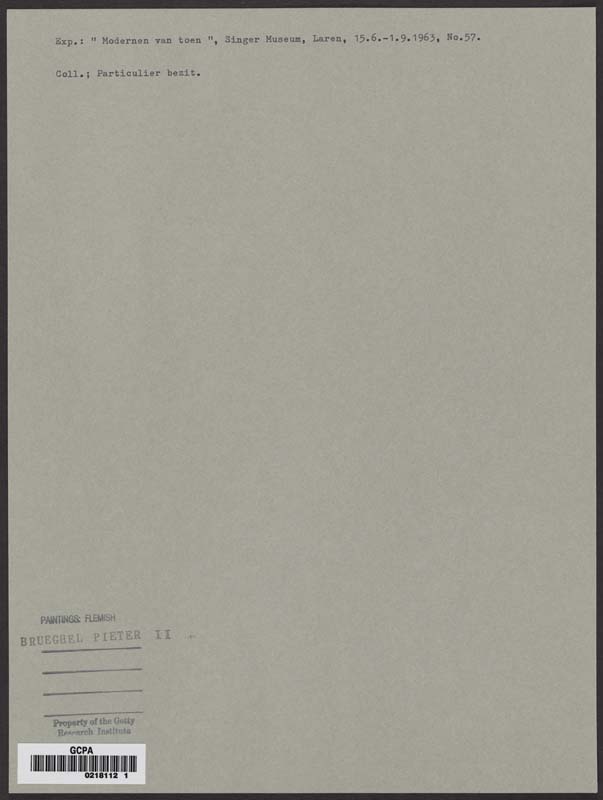 Exp.: " Modernen van toen ", Singer Museum, Laren, 15.6.-1.9.1963, No.57.
Coll.; Particulier bezit.
PAINTINGS: FLEMISH
BRUEGHEL PIETER II
Property of the Getty
Research Institute
GCPA
0218112 1